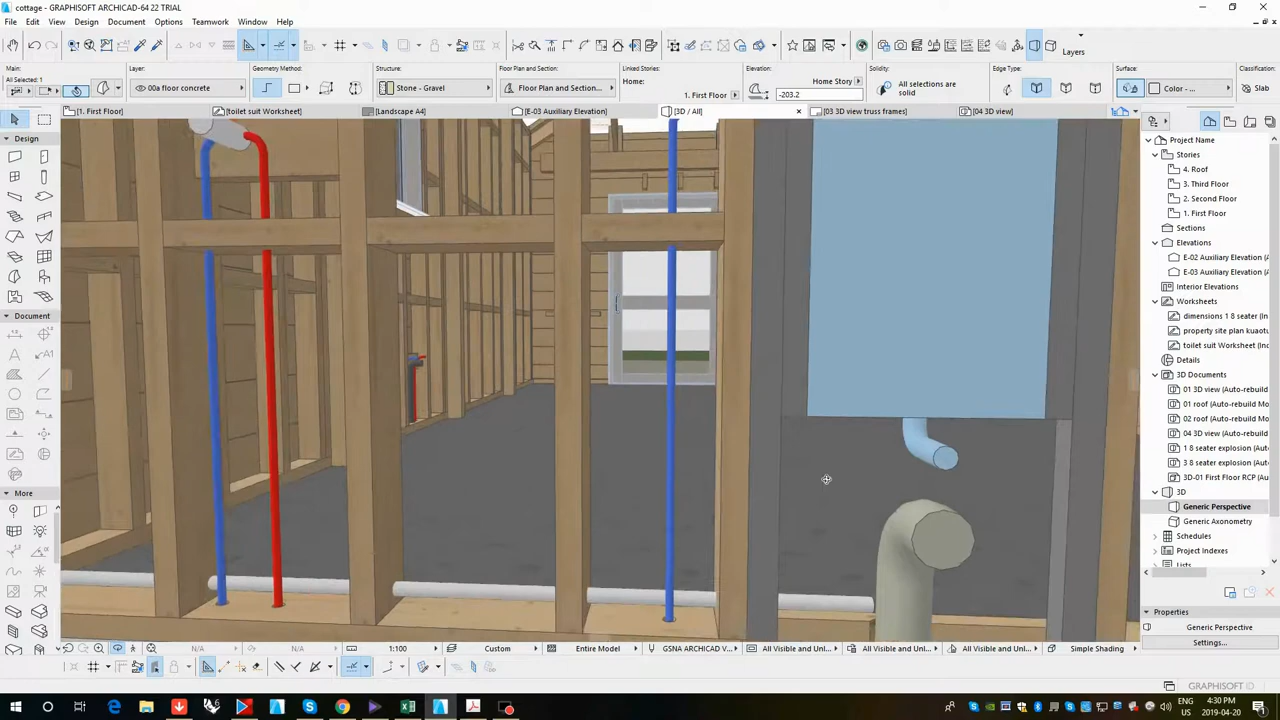 cottage - GRAPHISOFT ARCHICAD-64 22 TRIAL
File Edit View Design Document Options Teamwork Window Help
Layers
Main: Layer: Geometry Method: Structure: Floor Plan and Section... Linked Stories: Elevation: Solidity: Edge Type: Surface: Classification:
All Selected: 1 00a floor concrete Stone - Gravel Floor Plan and Section... Home: 1. First Floor Home Story -203.2 All selections are solid Color - ... Slab
[1. First Floor] [toilet suit Worksheet] [Landscape A4] [E-03 Auxiliary Elevation] [3D / All] [03 3D view truss frames] [04 3D view]
Design
Document
More
Project Name
Stories
4. Roof
3. Third Floor
2. Second Floor
1. First Floor
Sections
Elevations
E-02 Auxiliary Elevation (A
E-03 Auxiliary Elevation (A
Interior Elevations
Worksheets
dimensions 1 8 seater (Inc
property site plan kuaotu
toilet suit Worksheet (Inc
Details
3D Documents
01 3D view (Auto-rebuild
01 roof (Auto-rebuild Mo
02 roof (Auto-rebuild Mo
04 3D view (Auto-rebuild
1 8 seater explosion (Auto
3 8 seater explosion (Auto
3D-01 First Floor RCP (Au
3D
Generic Perspective
Generic Axonometry
Schedules
Project Indexes
Lists
Properties
Generic Perspective
Settings...
N/A N/A 1:100 Custom Entire Model GSNA ARCHICAD V... All Visible and Unl... All Visible and Unl... All Visible and Unl... Simple Shading
GRAPHISOFT ID
ENG
US
4:30 PM
2019-04-20